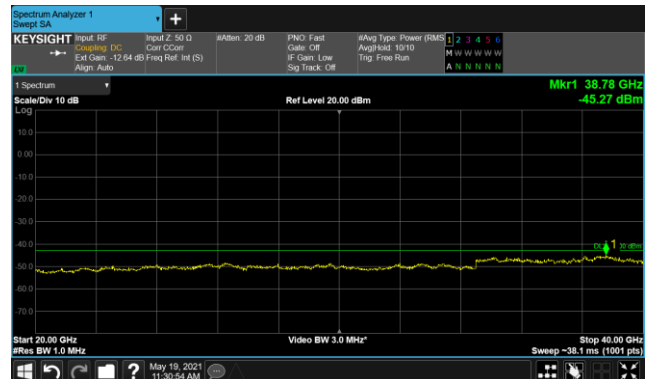 Spectrum Analyzer 1
Swept SA
KEYSIGHT Input: RF Input Z: 50 Ω #Atten: 20 dB PNO: Fast #Avg Type: Power (RMS 1 2 3 4 5 6
Coupling: DC Corr CCorr Gate: Off Avg|Hold: 10/10 M W W W W W
Ext Gain: -12.64 dB Freq Ref: Int (S) IF Gain: Low Trig: Free Run
Align: Auto Sig Track: Off A N N N N N
1 Spectrum Mkr1 38.78 GHz
Scale/Div 10 dB Ref Level 20.00 dBm -45.27 dBm
Log
10.0
0.00
-10.0
-20.0
-30.0
-40.0
1
-50.0
-60.0
-70.0
Start 20.00 GHz Video BW 3.0 MHz* Stop 40.00 GHz
#Res BW 1.0 MHz Sweep ~38.1 ms (1001 pts)
? May 19, 2021
11:30:54 AM